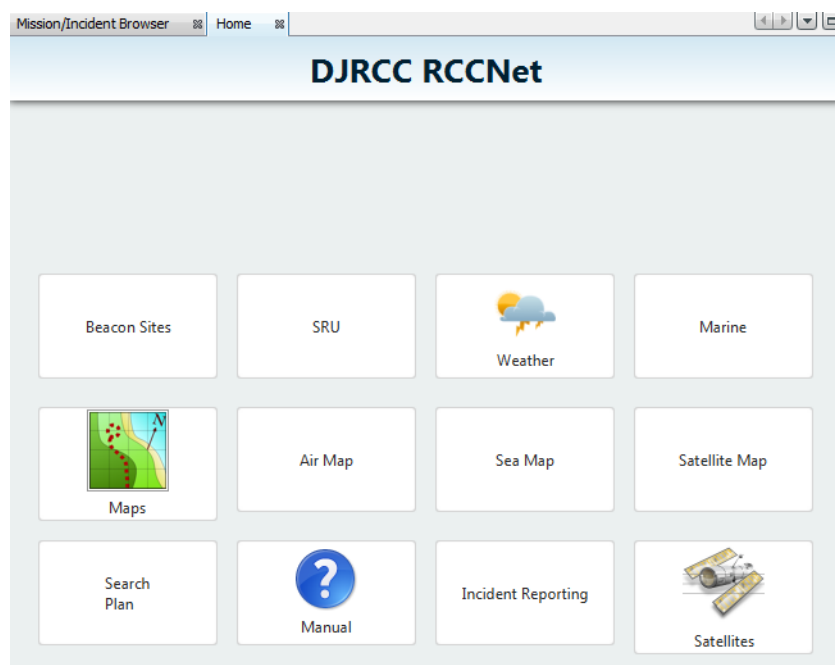 Mission/Incident Browser
Home
DJRCC RCCNet
Beacon Sites
SRU
Weather
Marine
N
Maps
Air Map
Sea Map
Satellite Map
Search
Plan
?
Manual
Incident Reporting
Satellites